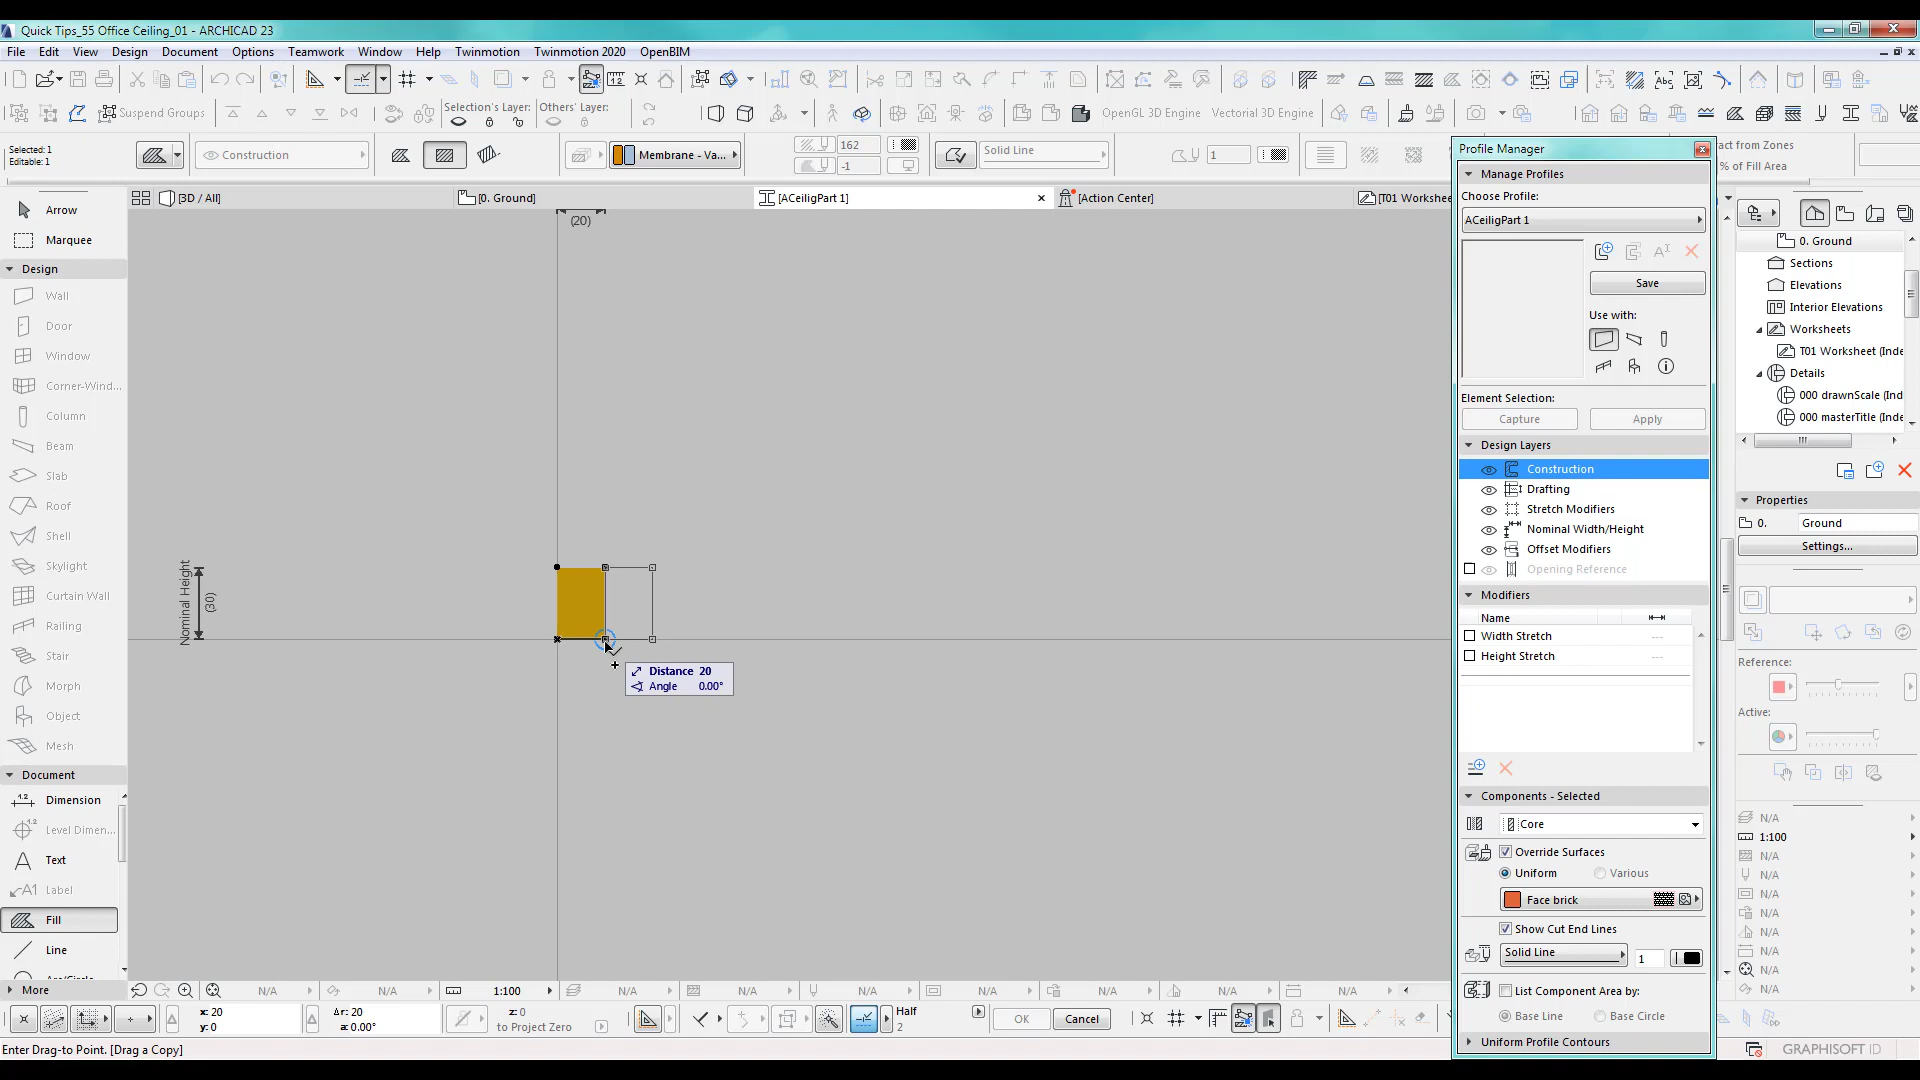 Quick Tips_55 Office Ceiling_01 - ARCHICAD 23
File Edit View Design Document Options Teamwork Window Help Twinmotion Twinmotion 2020 OpenBIM
Suspend Groups
Selection's Layer: Others' Layer:
OpenGL 3D Engine Vectorial 3D Engine
Selected: 1
Editable: 1
Construction
Membrane - Va...
162
-1
Solid Line
1
act from Zones
% of Fill Area
[3D / All]
[0. Ground]
[ACeiligPart 1]
[Action Center]
[T01 Workshee
Arrow
Marquee
Design
Wall
Door
Window
Corner-Wind...
Column
Beam
Slab
Roof
Shell
Skylight
Curtain Wall
Railing
Stair
Morph
Object
Mesh
Document
Dimension
Level Dimen...
Text
Label
Fill
Line
Arc/Circle
More
(20)
Nominal Height
(30)
Distance 20
Angle 0.00°
Profile Manager
Manage Profiles
Choose Profile:
ACeiligPart 1
Save
Use with:
Element Selection:
Capture
Apply
Design Layers
Construction
Drafting
Stretch Modifiers
Nominal Width/Height
Offset Modifiers
Opening Reference
Modifiers
Name
Width Stretch ---
Height Stretch ---
Components - Selected
Core
Override Surfaces
Uniform Various
Face brick
Show Cut End Lines
Solid Line 1
List Component Area by:
Base Line Base Circle
Uniform Profile Contours
0. Ground
Sections
Elevations
Interior Elevations
Worksheets
T01 Worksheet (Inde
Details
000 drawnScale (Ind
000 masterTitle (Inde
Properties
0. Ground
Settings...
Reference:
Active:
N/A
1:100
N/A
N/A
N/A
N/A
N/A
N/A
N/A
N/A
N/A N/A 1:100 N/A N/A N/A N/A N/A N/A N/A
x: 20
y: 0
Δr: 20
a: 0.00°
z: 0
to Project Zero
Half
2
OK
Cancel
Enter Drag-to Point. [Drag a Copy]
GRAPHISOFT ID